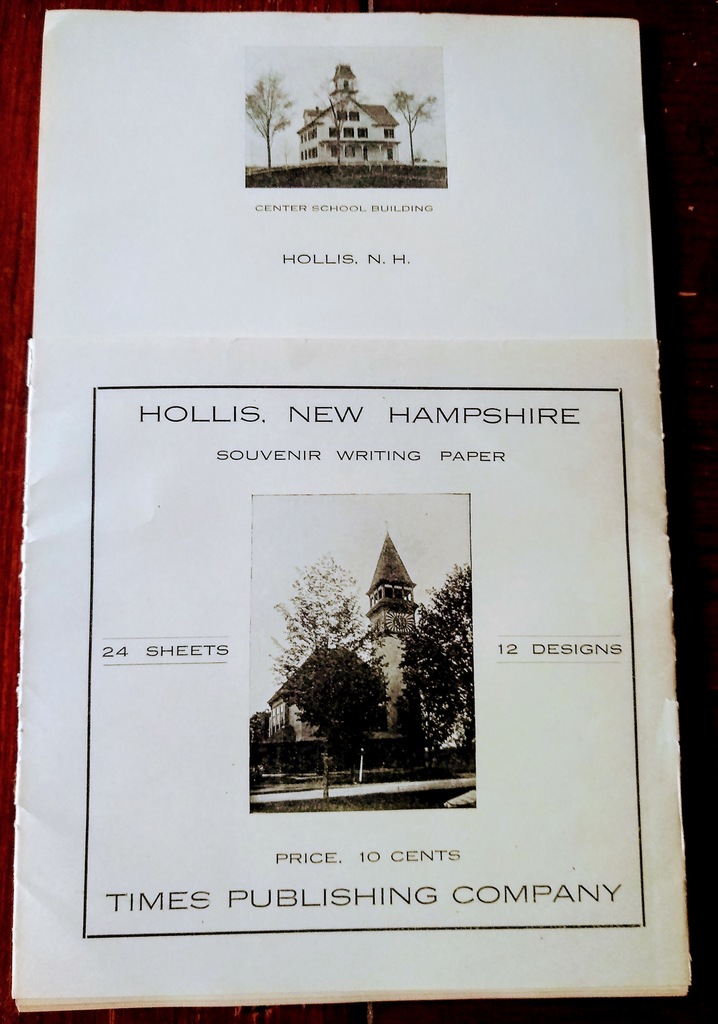 CENTER SCHOOL BUILDING
HOLLIS, N. H.
HOLLIS, NEW HAMPSHIRE
SOUVENIR WRITING PAPER
24 SHEETS
12 DESIGNS
PRICE, 10 CENTS
TIMES PUBLISHING COMPANY